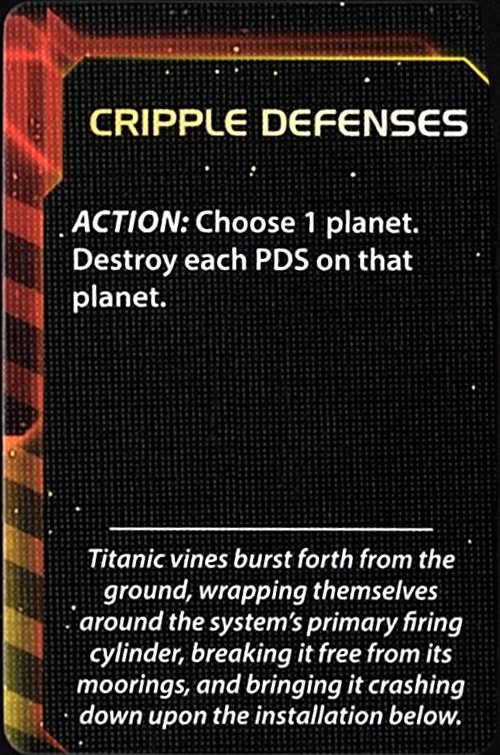 CRIPPLE DEFENSES
ACTION: Choose 1 planet.
Destroy each PDS on that
planet.
Titanic vines burst forth from the
ground, wrapping themselves
around the system's primary firing
cylinder, breaking it free from its
moorings, and bringing it crashing
down upon the installation below.